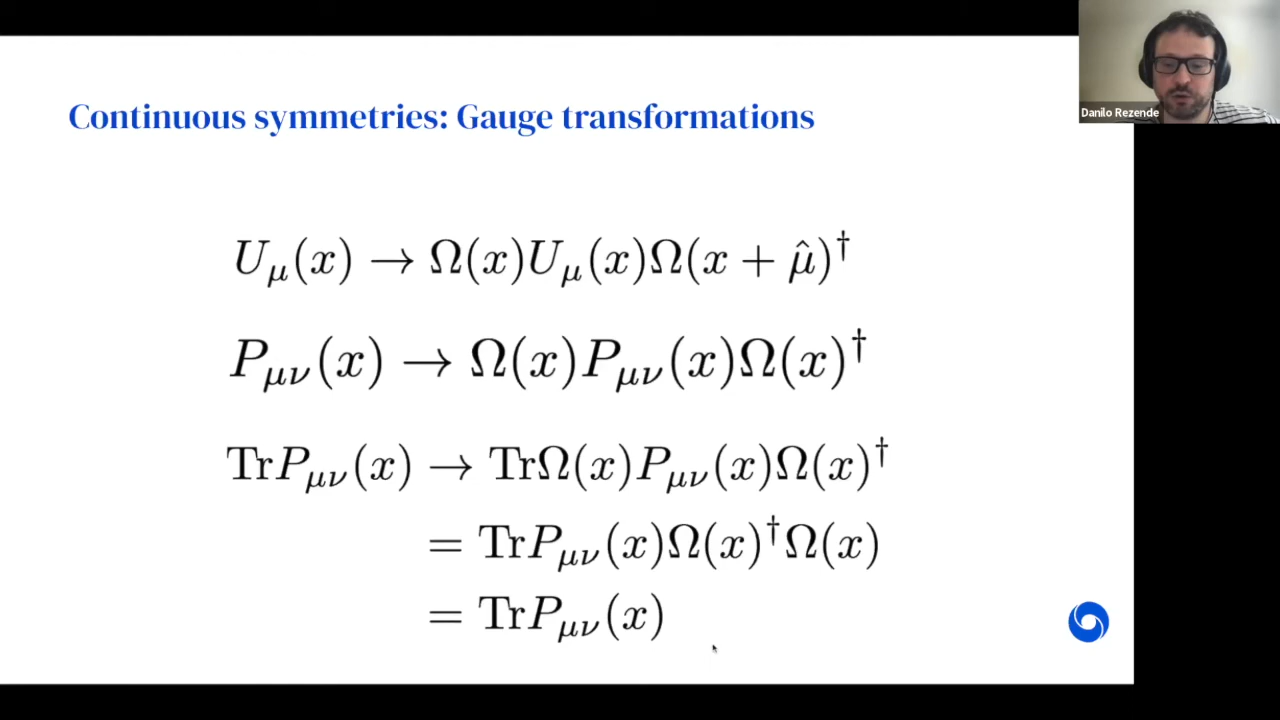 Continuous symmetries: Gauge transformations
Danilo Rezende
U_μ(x) → Ω(x)U_μ(x)Ω(x + μ̂)†
P_μν(x) → Ω(x)P_μν(x)Ω(x)†
TrP_μν(x) → TrΩ(x)P_μν(x)Ω(x)†
= TrP_μν(x)Ω(x)†Ω(x)
= TrP_μν(x)